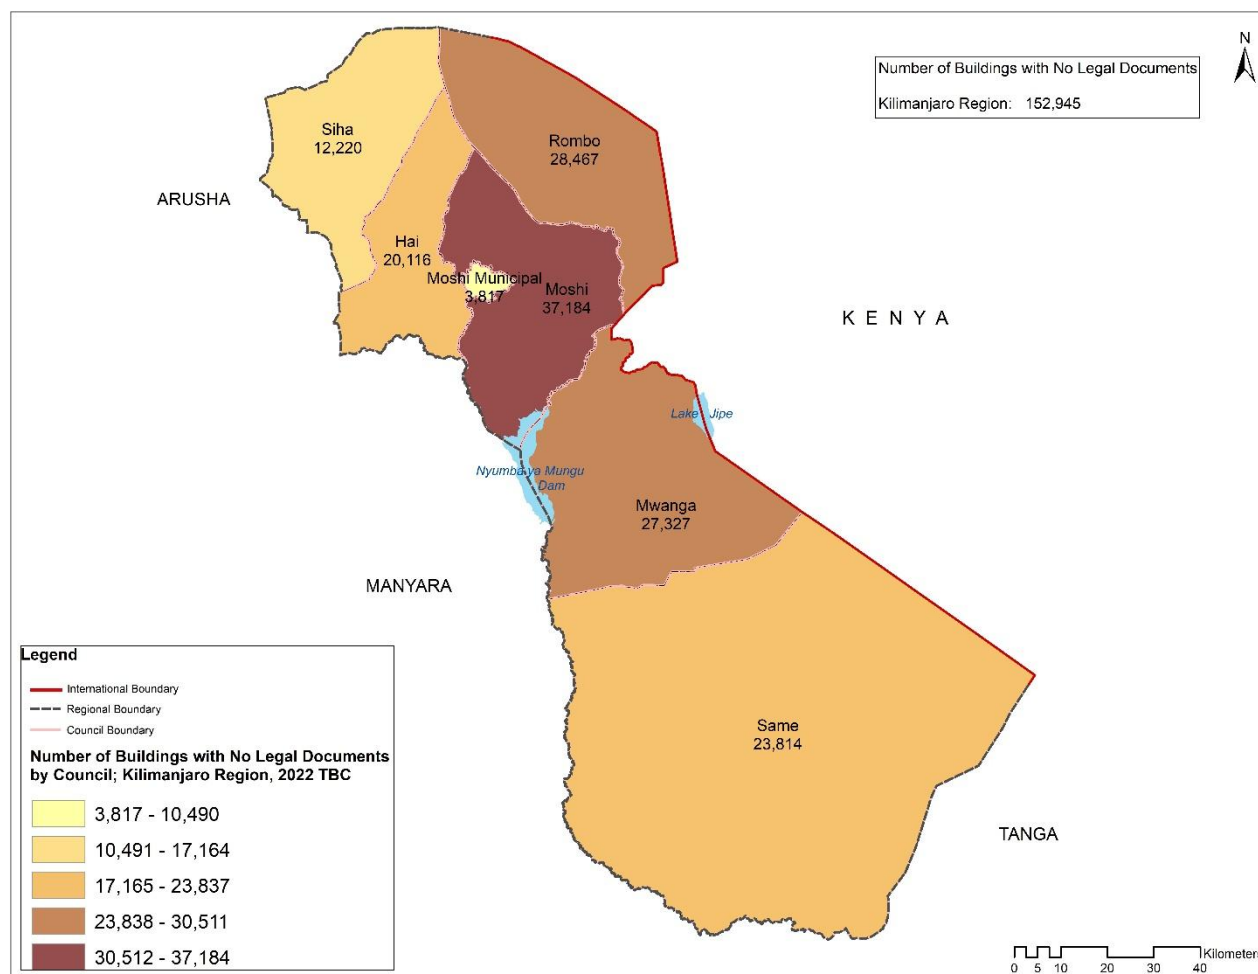 N
Number of Buildings with No Legal Documents
Kilimanjaro Region: 152,945
Siha
12,220
Rombo
28,467
ARUSHA
Hai
20,116
Moshi Municipal
3,817
Moshi
37,184
KENYA
Lake Jipe
Nyumba ya Mungu
Dam
Mwanga
27,327
MANYARA
Same
23,814
TANGA
Legend
International Boundary
Regional Boundary
Council Boundary
Number of Buildings with No Legal Documents
by Council; Kilimanjaro Region, 2022 TBC
3,817 - 10,490
10,491 - 17,164
17,165 - 23,837
23,838 - 30,511
30,512 - 37,184
Kilometer
0 5 10 20 30 40